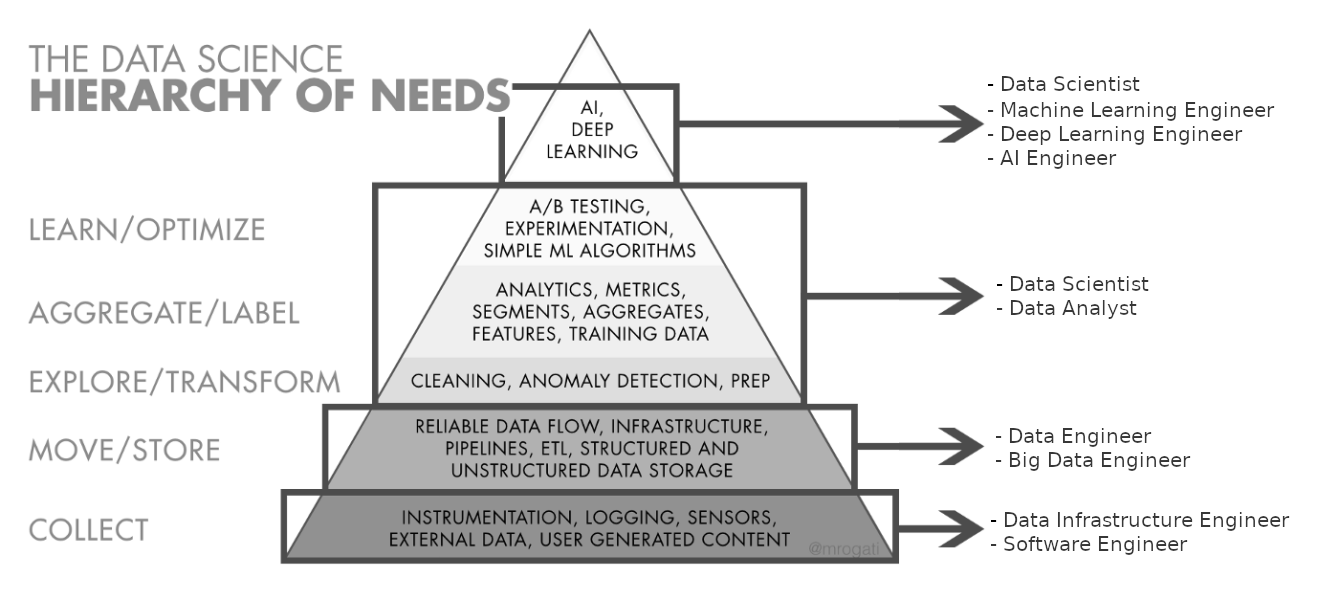 THE DATA SCIENCE
HIERARCHY OF NEEDS
AI,
DEEP
LEARNING
- Data Scientist
- Machine Learning Engineer
- Deep Learning Engineer
- AI Engineer
LEARN/OPTIMIZE
A/B TESTING,
EXPERIMENTATION,
SIMPLE ML ALGORITHMS
AGGREGATE/LABEL
ANALYTICS, METRICS,
SEGMENTS, AGGREGATES,
FEATURES, TRAINING DATA
- Data Scientist
- Data Analyst
EXPLORE/TRANSFORM
CLEANING, ANOMALY DETECTION, PREP
MOVE/STORE
RELIABLE DATA FLOW, INFRASTRUCTURE,
PIPELINES, ETL, STRUCTURED AND
UNSTRUCTURED DATA STORAGE
- Data Engineer
- Big Data Engineer
COLLECT
INSTRUMENTATION, LOGGING, SENSORS,
EXTERNAL DATA, USER GENERATED CONTENT
@mrogati
- Data Infrastructure Engineer
- Software Engineer